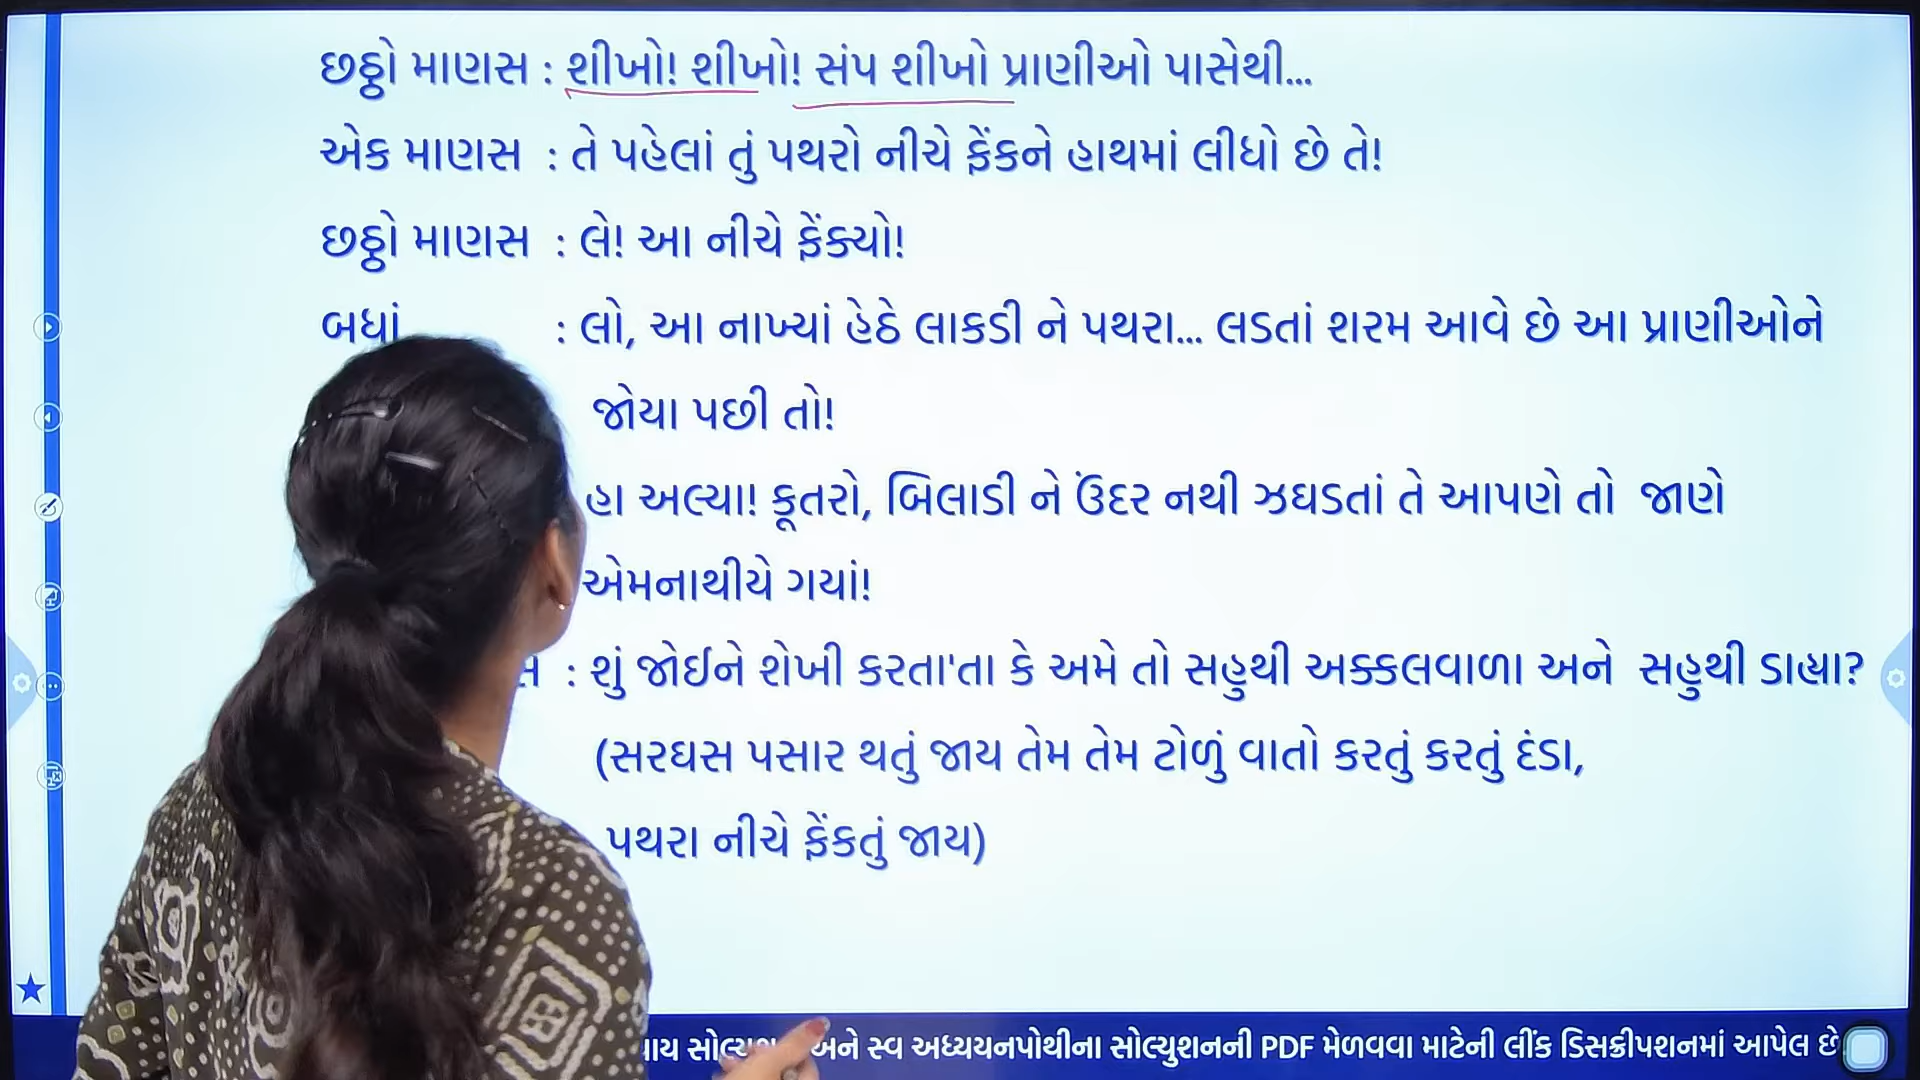 છઠ્ઠો માણસ : શીખો! શીખો! સંપ શીખો પ્રાણીઓ પાસેથી...
એક માણસ : તે પહેલાં તું પથરો નીચે ફેંકને હાથમાં લીધો છે તે!
છઠ્ઠો માણસ : લે! આ નીચે ફેંક્યો!
બધાં : લો, આ નાખ્યાં હેઠે લાકડી ને પથરા... લડતાં શરમ આવે છે આ પ્રાણીઓને
જોયા પછી તો!
હા અલ્યા! કૂતરો, બિલાડી ને ઉંદર નથી ઝઘડતાં તે આપણે તો જાણે
એમનાથીયે ગયાં!
: શું જોઈને શેખી કરતા'તા કે અમે તો સહુથી અક્કલવાળા અને સહુથી ડાહ્યા?
(સરઘસ પસાર થતું જાય તેમ તેમ ટોળું વાતો કરતું કરતું દંડા,
પથરા નીચે ફેંકતું જાય)
અને સ્વ અધ્યયનપોથીના સોલ્યુશનની PDF મેળવવા માટેની લીંક ડિસક્રીપશનમાં આપેલ છે